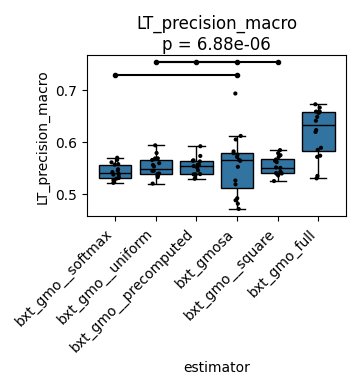 LT_precision_macro
p = 6.88e-06
LT_precision_macro
0.7
0.6
0.5
bxt_gmo__softmax
bxt_gmo__uniform
bxt_gmo__precomputed
bxt_gmosa
bxt_gmo__square
bxt_gmo_full
estimator